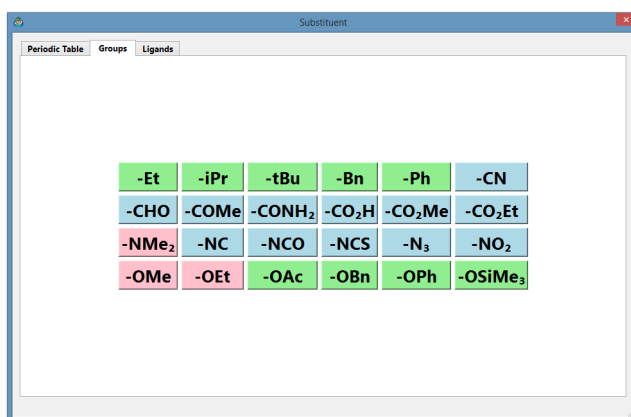 Substituent
Periodic Table Groups Ligands
-Et -iPr -tBu -Bn -Ph -CN
-CHO -COMe -CONH₂ -CO₂H -CO₂Me -CO₂Et
-NMe₂ -NC -NCO -NCS -N₃ -NO₂
-OMe -OEt -OAc -OBn -OPh -OSiMe₃